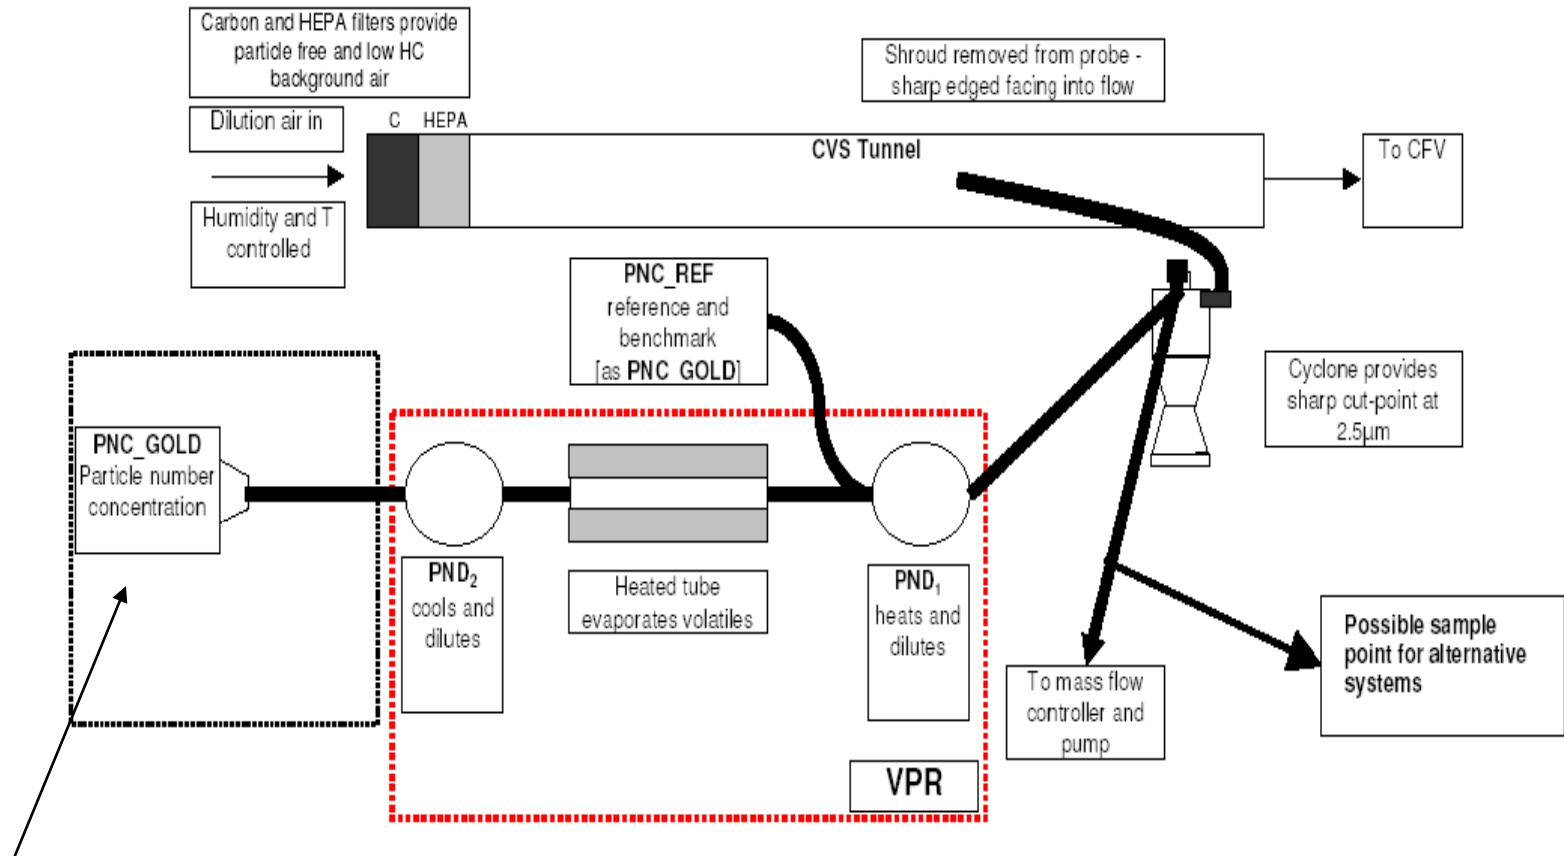 Carbon and HEPA filters provide
particle free and low HC
background air
Shroud removed from probe -
sharp edged facing into flow
Dilution air in
C HEPA
CVS Tunnel
To CFV
Humidity and T
controlled
PNC_REF
reference and
benchmark
[as PNC_GOLD]
Cyclone provides
sharp cut-point at
2.5µm
PNC_GOLD
Particle number
concentration
PND₂
cools and
dilutes
Heated tube
evaporates volatiles
PND₁
heats and
dilutes
Possible sample
point for alternative
systems
To mass flow
controller and
pump
VPR